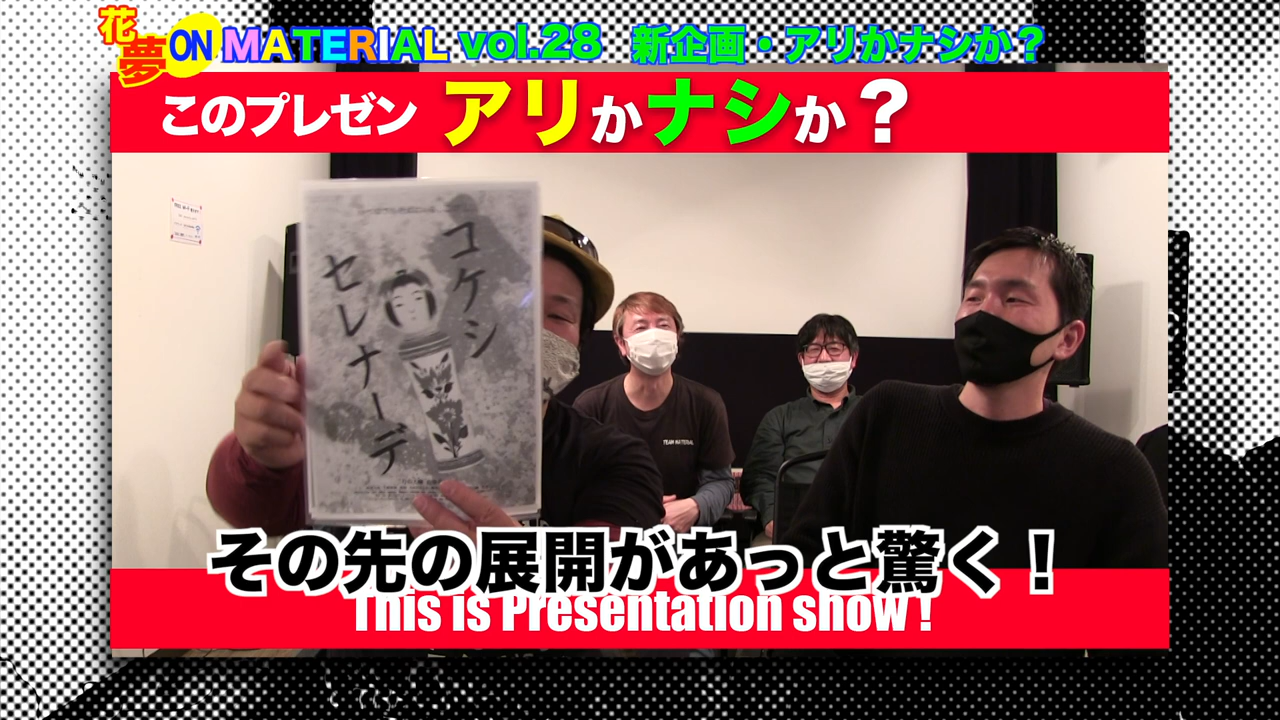 花夢ON MATERIAL vol.28 新企画・アリかナシか？
このプレゼン アリかナシか？
コケシ
セレナーデ
TEAM MATERIAL
その先の展開があっと驚く！
This is Presentation show !